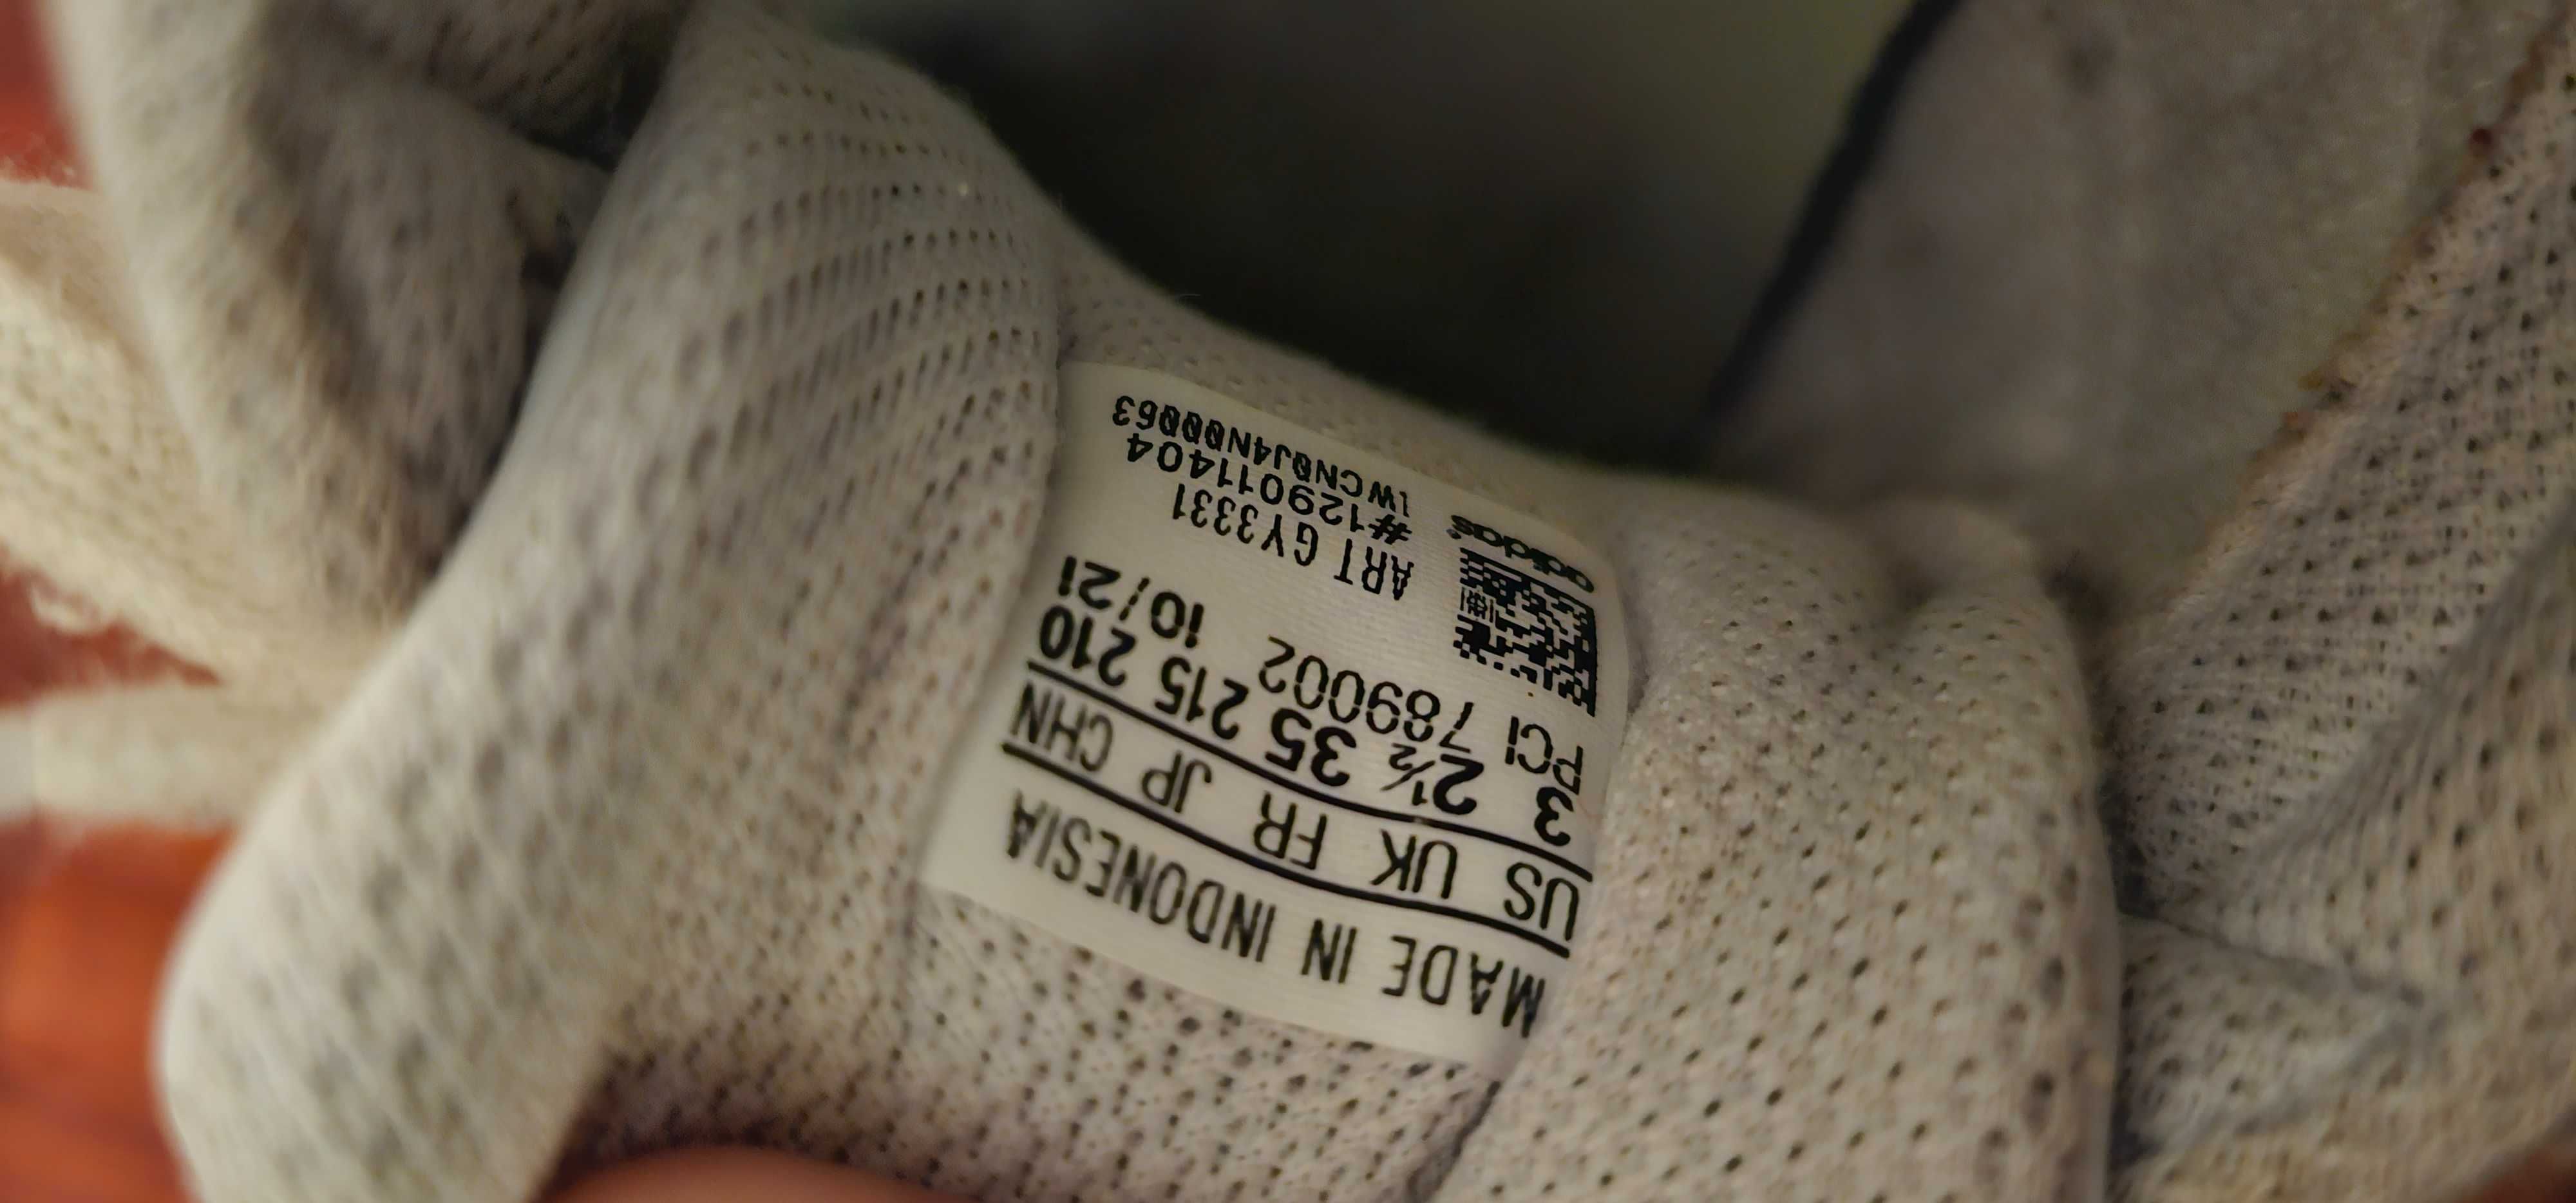 MADE IN INDONESIA
US UK FR JP CHN
3 2½ 35 215 210
PCI 789002 10/21
ART GY3331
#129011404
1WCN0J4N00063
adidas